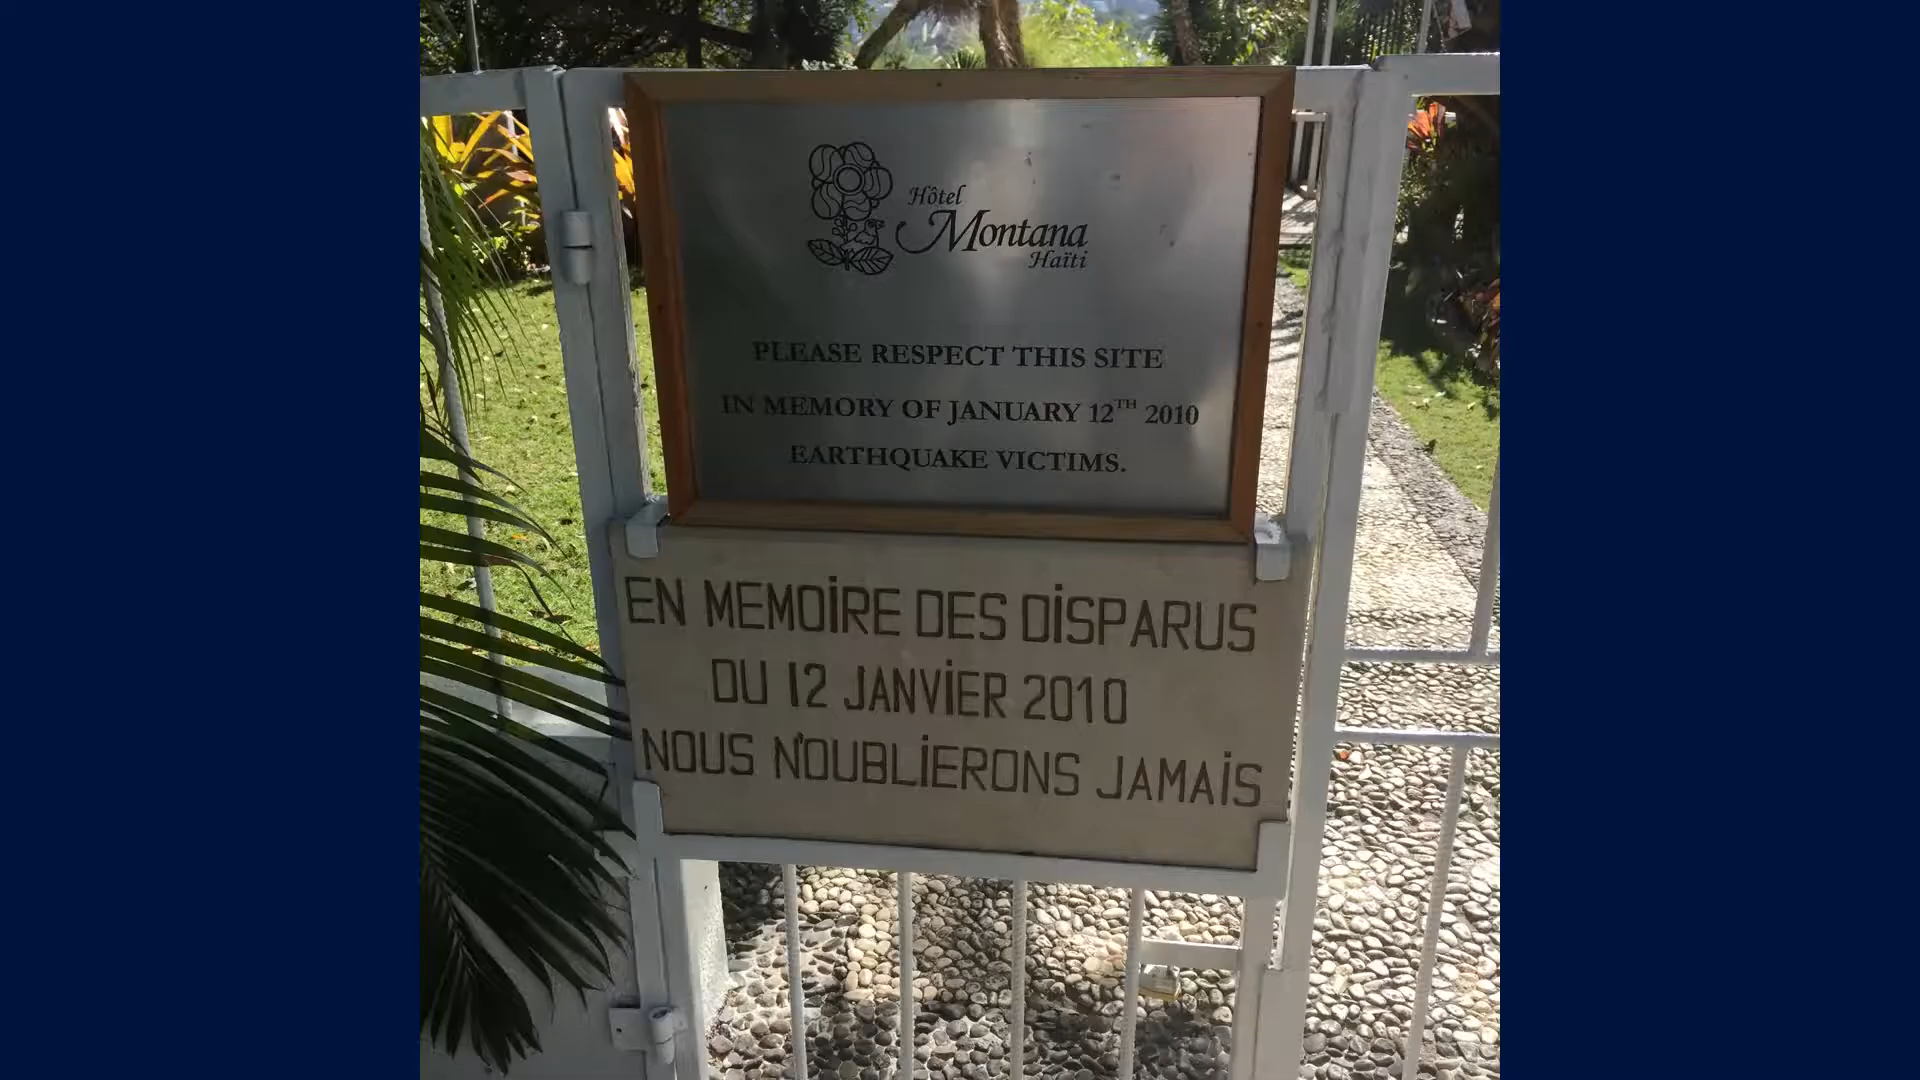 Hôtel
Montana
Haïti
PLEASE RESPECT THIS SITE
IN MEMORY OF JANUARY 12TH 2010
EARTHQUAKE VICTIMS.
EN MEMOiRE DES DiSPARUS
DU 12 JANViER 2010
NOUS N'OUBLiERONS JAMAiS